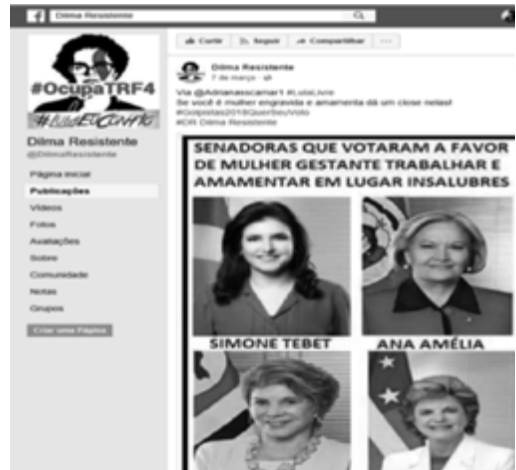 Dilma Resistente
Curtir Seguir Compartilhar ...
#OcupaTRF4
Dilma Resistente
@DilmaResistente
Página inicial
Publicações
Vídeos
Fotos
Avaliações
Sobre
Comunidade
Notas
Grupos
Criar uma Página
Dilma Resistente
7 de março
Via @Adrianasscamar1 #LulaLivre
Se você é mulher engravida e amamenta dá um close nelas!
#Golpistas2018QuerSeuVoto
#DR Dilma Resistente
SENADORAS QUE VOTARAM A FAVOR
DE MULHER GESTANTE TRABALHAR E
AMAMENTAR EM LUGAR INSALUBRES
SIMONE TEBET
ANA AMÉLIA